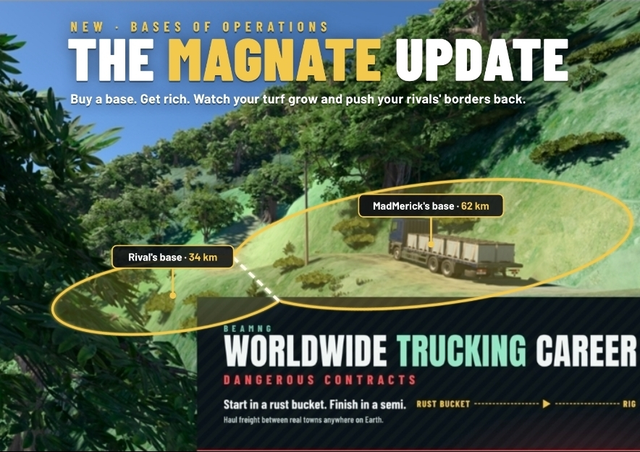 NEW · BASES OF OPERATIONS
THE MAGNATE UPDATE
Buy a base. Get rich. Watch your turf grow and push your rivals' borders back.
MadMerick's base · 62 km
Rival's base · 34 km
BEAMNG
WORLDWIDE TRUCKING CAREER
DANGEROUS CONTRACTS
Start in a rust bucket. Finish in a semi.
RUST BUCKET
RIG
Haul freight between real towns anywhere on Earth.